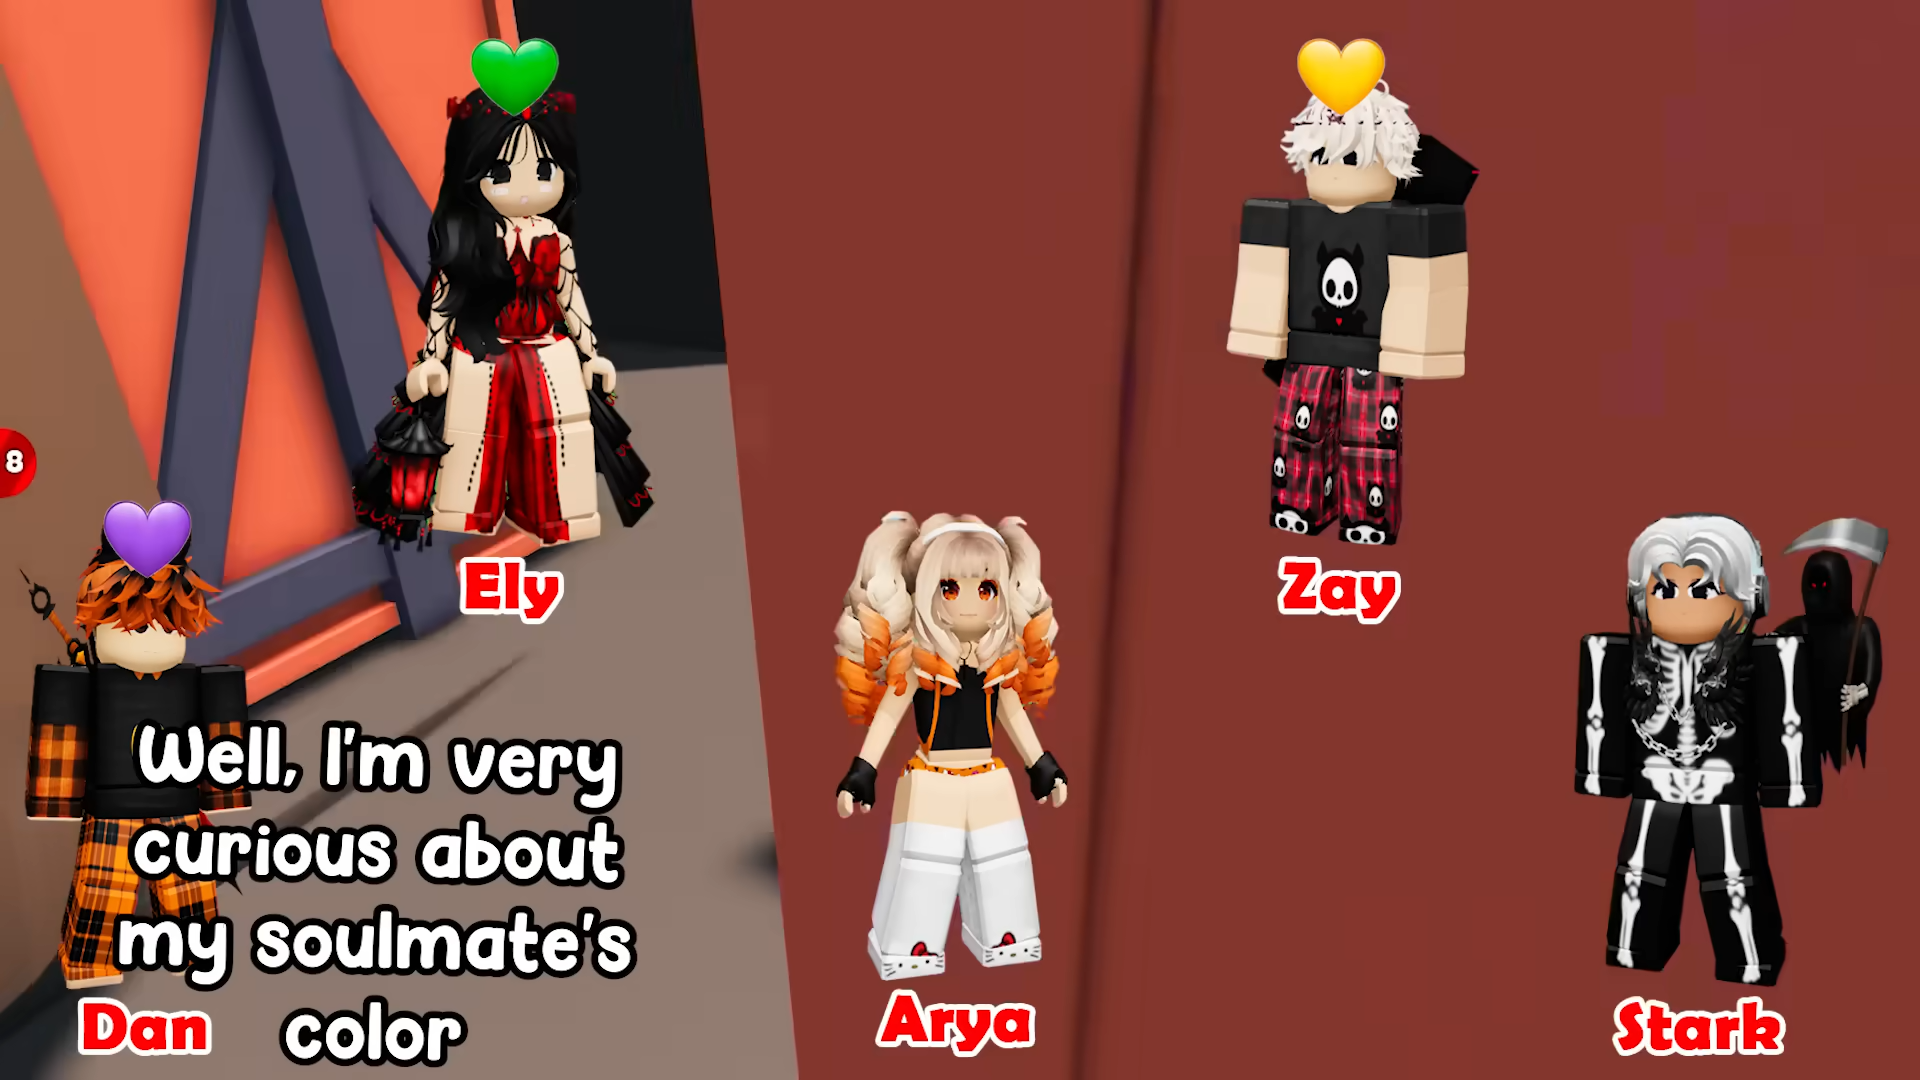 8
Ely
Zay
Well, I'm very
curious about
my soulmate's
color
Dan
Arya
Stark